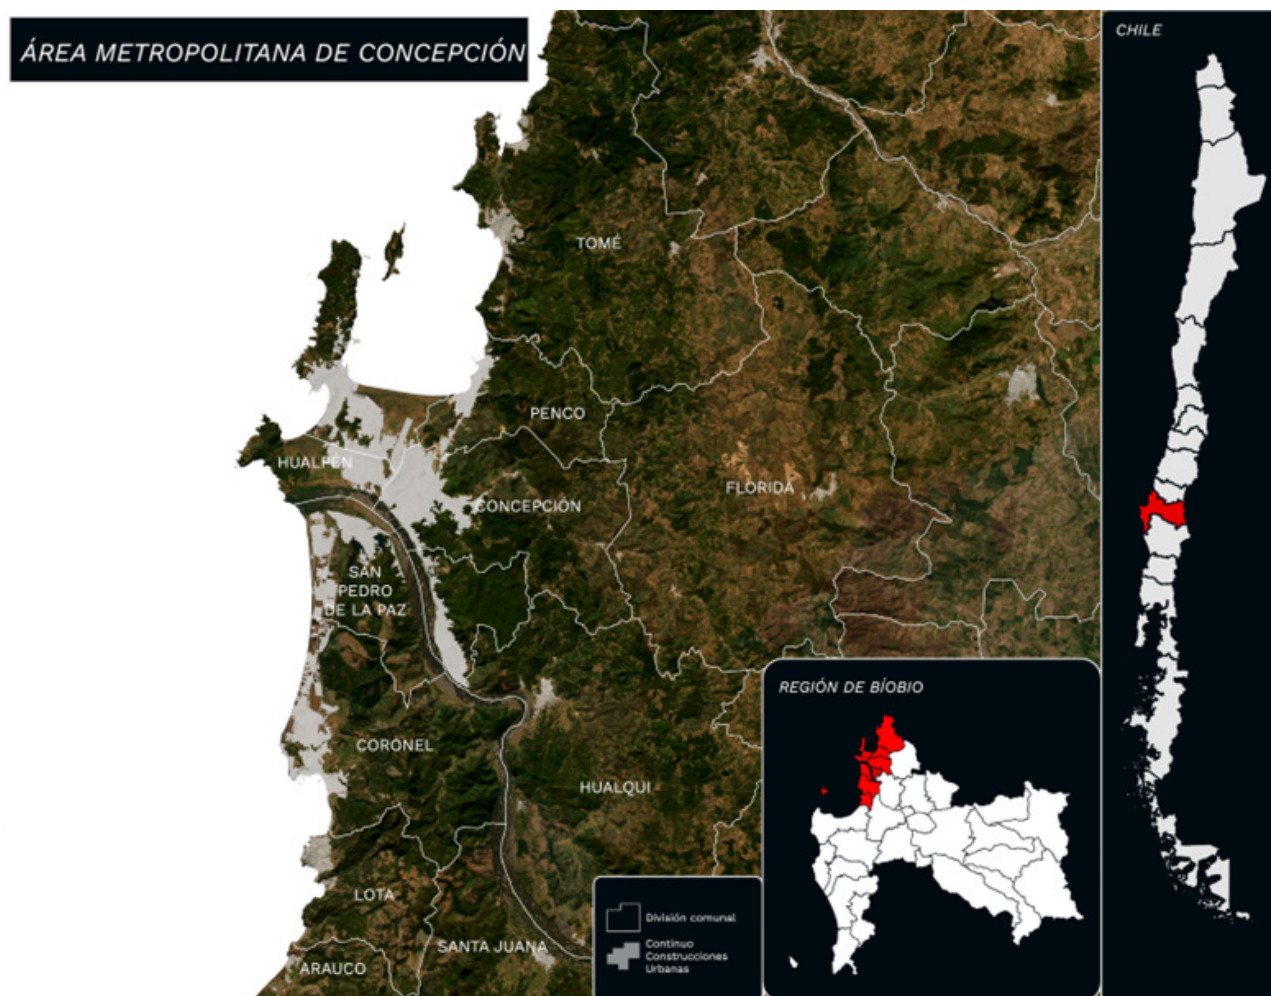 ÁREA METROPOLITANA DE CONCEPCIÓN
CHILE
TOMÉ
PENCO
HUALPÉN
FLORIDA
CONCEPCIÓN
SAN
PEDRO
DE LA PAZ
REGIÓN DE BÍOBIO
CORONEL
HUALQUI
LOTA
División comunal
SANTA JUANA
Continuo
Construcciones
Urbanas
ARAUCO